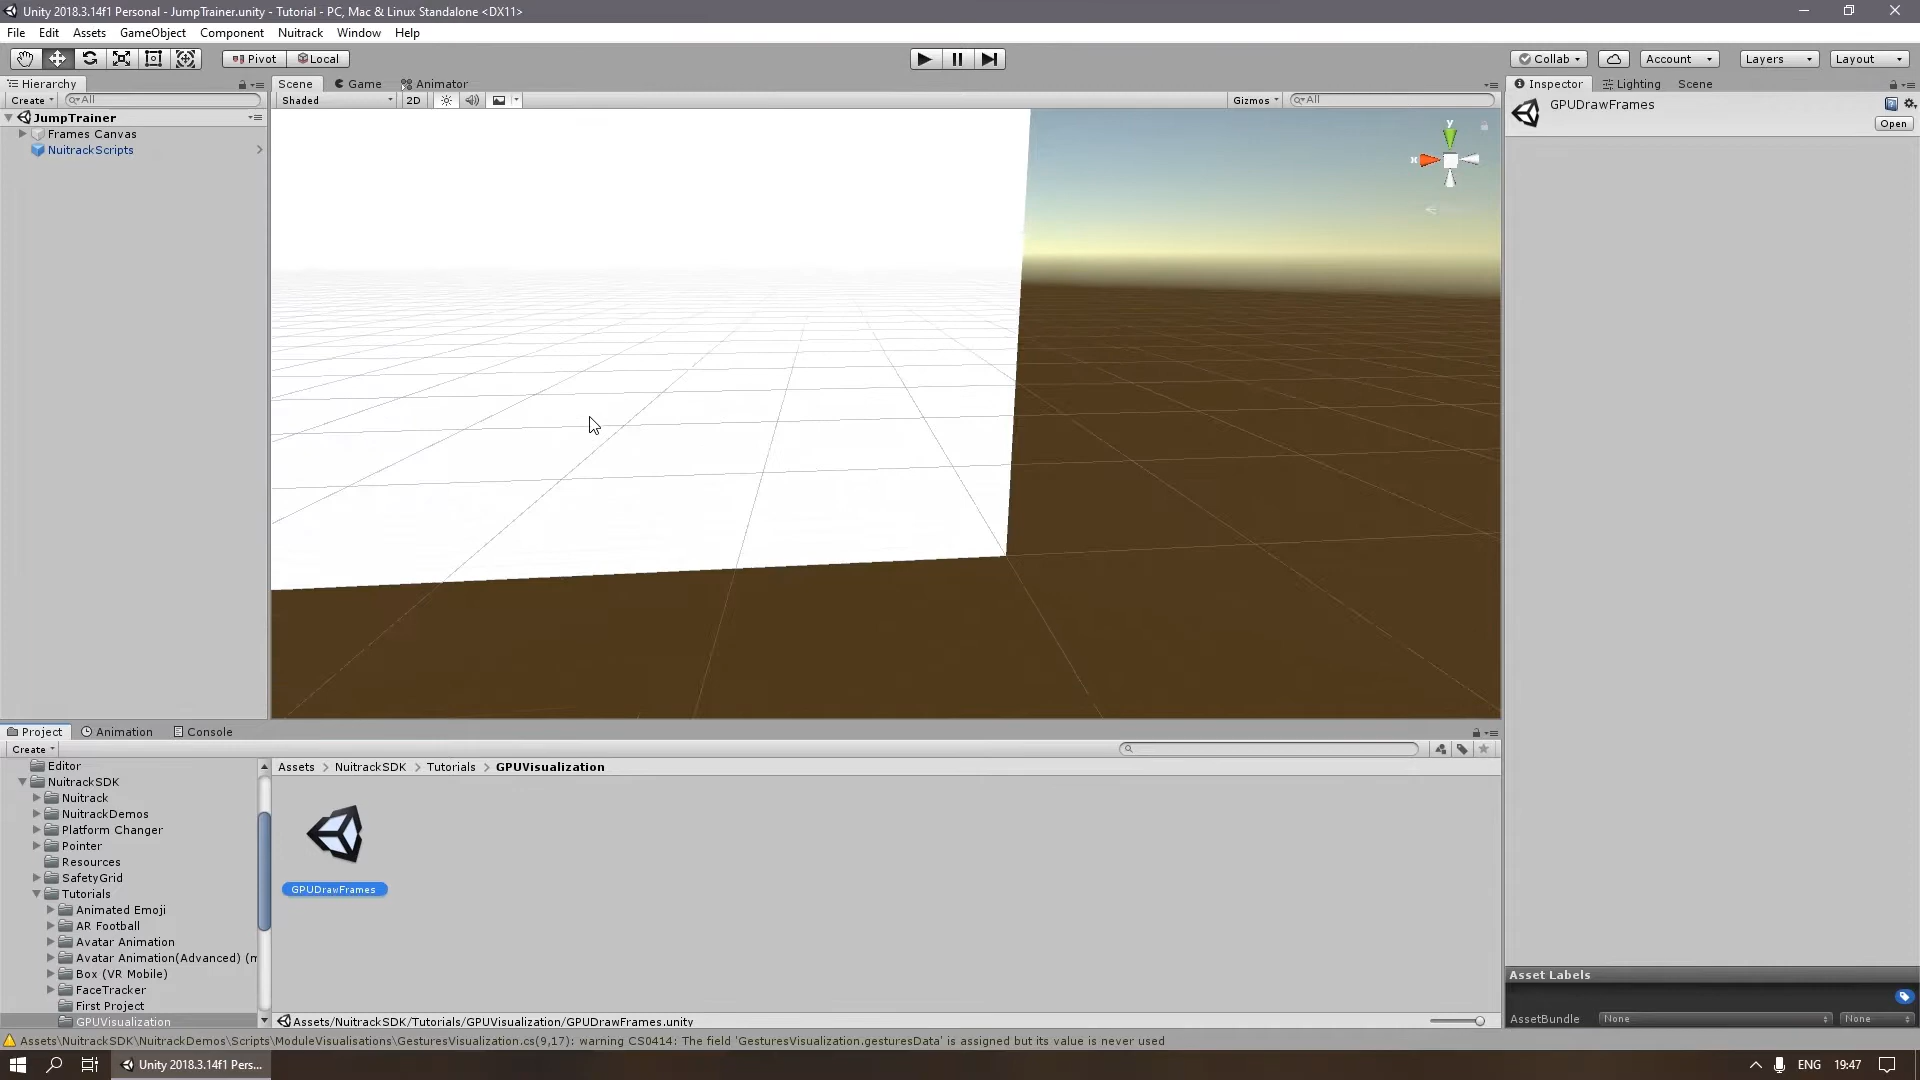 Unity 2018.3.14f1 Personal - JumpTrainer.unity - Tutorial - PC, Mac & Linux Standalone <DX11>
File Edit Assets GameObject Component Nuitrack Window Help
Pivot Local Collab Account Layers Layout
Hierarchy Scene Game Animator Inspector Lighting Scene
Create All Shaded 2D Gizmos All
GPUDrawFrames
Open
JumpTrainer
Frames Canvas
NuitrackScripts
y
x
Project Animation Console
Create
Editor
NuitrackSDK
Nuitrack
NuitrackDemos
Platform Changer
Pointer
Resources
SafetyGrid
Tutorials
Animated Emoji
AR Football
Avatar Animation
Avatar Animation(Advanced) (m
Box (VR Mobile)
FaceTracker
First Project
GPUVisualization
Assets > NuitrackSDK > Tutorials > GPUVisualization
GPUDrawFrames
Assets/NuitrackSDK/Tutorials/GPUVisualization/GPUDrawFrames.unity
Asset Labels
AssetBundle None None
Assets\NuitrackSDK\NuitrackDemos\Scripts\ModuleVisualisations\GesturesVisualization.cs(9,17): warning CS0414: The field 'GesturesVisualization.gesturesData' is assigned but its value is never used
Unity 2018.3.14f1 Pers... ENG 19:47